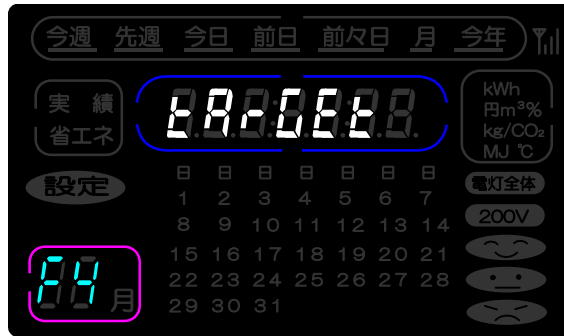 今週 先週 今日 前日 前々日 月 今年
実績 kWh
tArGEt 円m³%
省エネ kg/CO₂
MJ ℃
日 日 日 日 日 日 日
設定 1 2 3 4 5 6 7 電灯全体
8 9 10 11 12 13 14 200V
15 16 17 18 19 20 21
F4 月 22 23 24 25 26 27 28
29 30 31